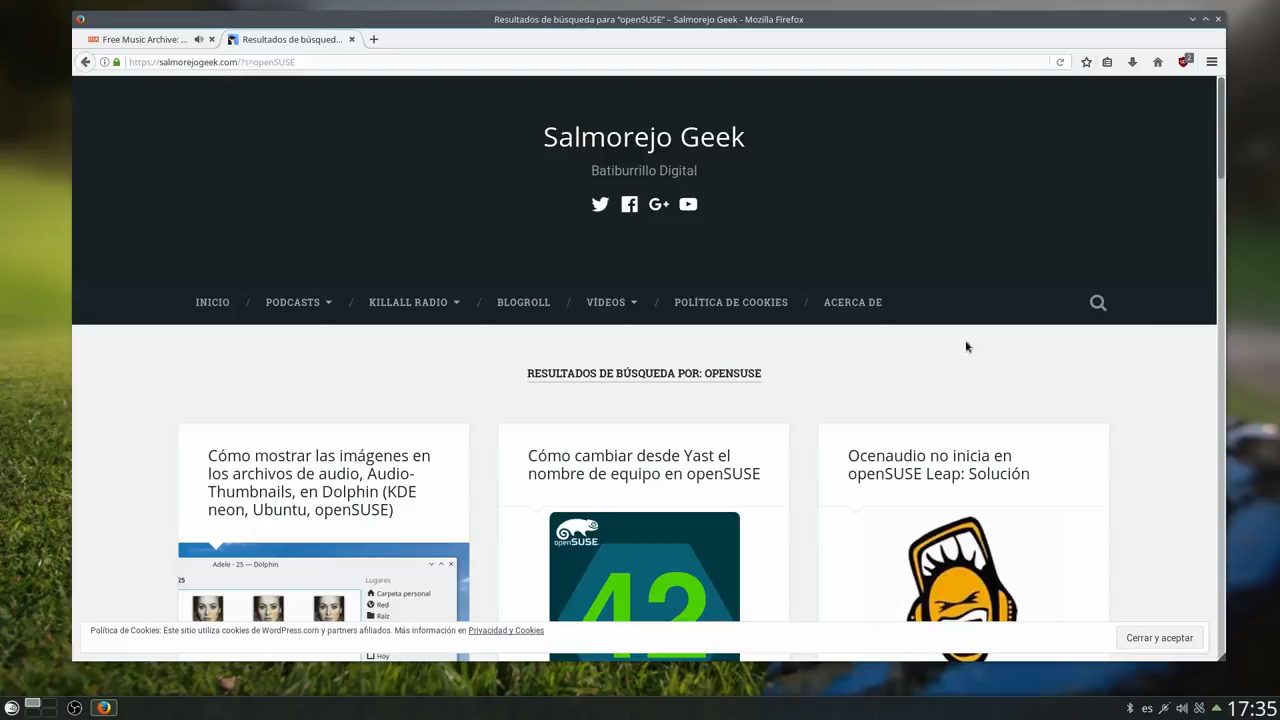 Resultados de búsqueda para “openSUSE” – Salmorejo Geek - Mozilla Firefox
Free Music Archive: ...
Resultados de búsqued...
https://salmorejogeek.com/?s=openSUSE
2
Salmorejo Geek
Batiburrillo Digital
G+
INICIO / PODCASTS / KILLALL RADIO / BLOGROLL / VÍDEOS / POLÍTICA DE COOKIES / ACERCA DE
RESULTADOS DE BÚSQUEDA POR: OPENSUSE
Cómo mostrar las imágenes en
los archivos de audio, Audio-
Thumbnails, en Dolphin (KDE
neon, Ubuntu, openSUSE)
Adele - 25 — Dolphin
25
Lugares
Carpeta personal
Red
Raíz
Hoy
Cómo cambiar desde Yast el
nombre de equipo en openSUSE
openSUSE
42
Ocenaudio no inicia en
openSUSE Leap: Solución
Política de Cookies: Este sitio utiliza cookies de WordPress.com y partners afiliados. Más información en Privacidad y Cookies
Cerrar y aceptar
es
17:35